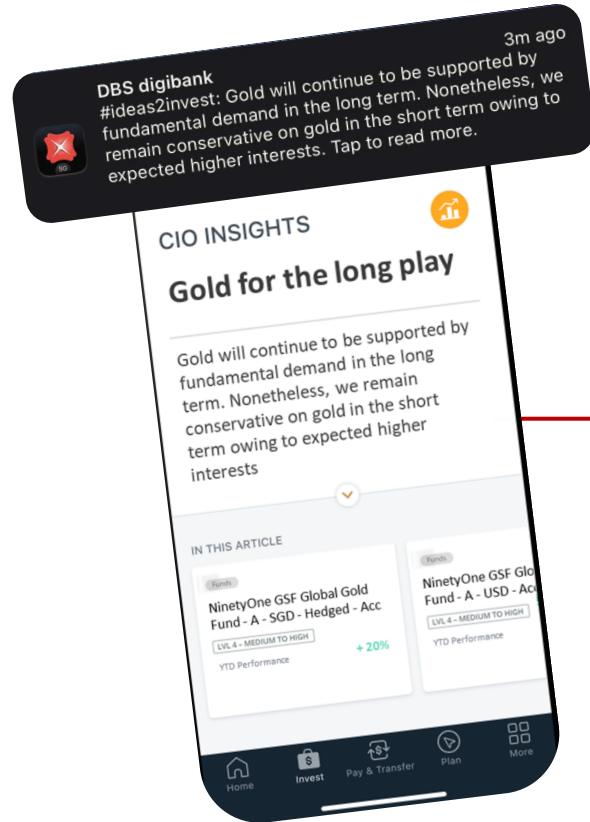 DBS digibank
3m ago
#ideas2invest: Gold will continue to be supported by
fundamental demand in the long term. Nonetheless, we
remain conservative on gold in the short term owing to
expected higher interests. Tap to read more.
SG
CIO INSIGHTS
Gold for the long play
Gold will continue to be supported by
fundamental demand in the long
term. Nonetheless, we remain
conservative on gold in the short
term owing to expected higher
interests
IN THIS ARTICLE
Funds
NinetyOne GSF Global Gold
Fund - A - SGD - Hedged - Acc
LVL 4 – MEDIUM TO HIGH
+ 20%
YTD Performance
Funds
NinetyOne GSF Glo
Fund - A - USD - Acc
LVL 4 – MEDIUM TO HIGH
YTD Performance
Home
Invest
Pay & Transfer
Plan
More